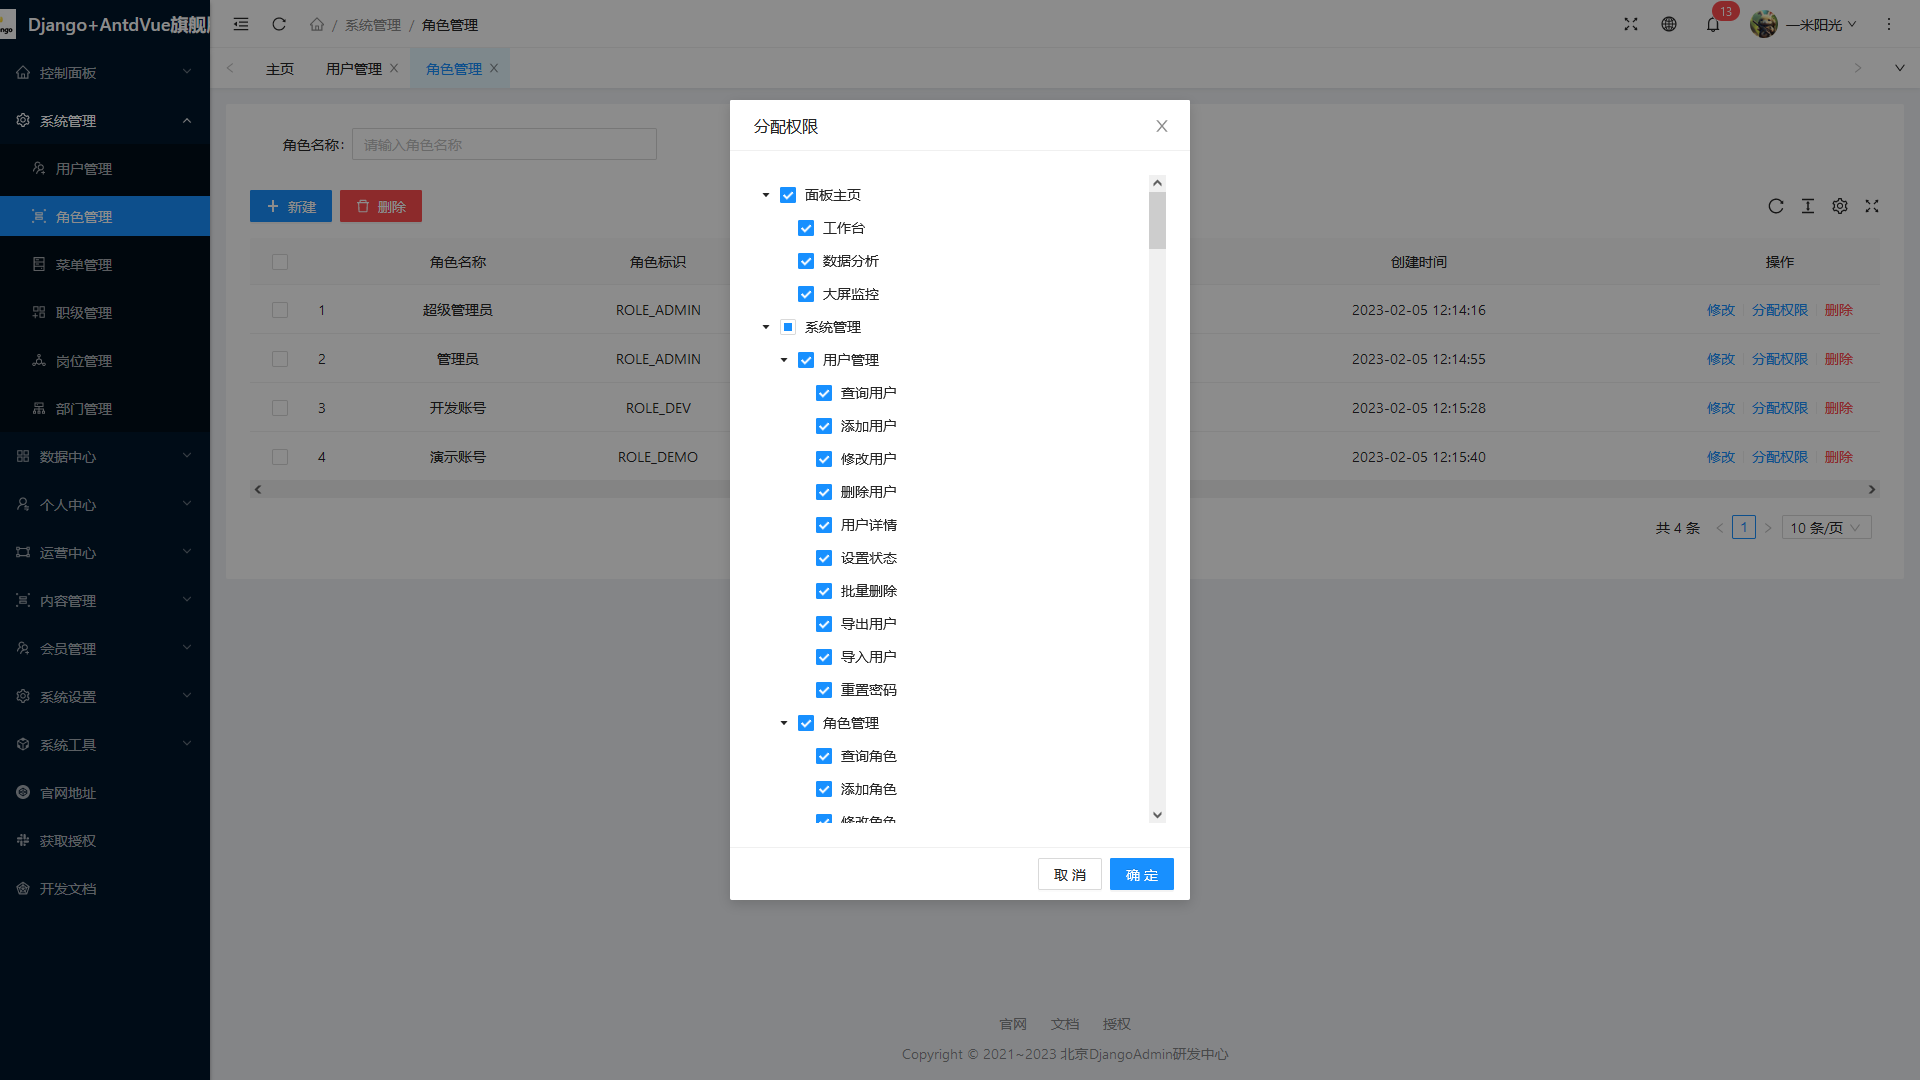 Django+AntdVue旗舰
控制面板
系统管理
用户管理
角色管理
菜单管理
职级管理
岗位管理
部门管理
数据中心
个人中心
运营中心
内容管理
会员管理
系统设置
系统工具
官网地址
获取授权
开发文档
/ 系统管理 / 角色管理
13
一米阳光
主页
用户管理
角色管理
角色名称:
请输入角色名称
新建
删除
角色名称 角色标识 创建时间 操作
1 超级管理员 ROLE_ADMIN 2023-02-05 12:14:16 修改 分配权限 删除
2 管理员 ROLE_ADMIN 2023-02-05 12:14:55 修改 分配权限 删除
3 开发账号 ROLE_DEV 2023-02-05 12:15:28 修改 分配权限 删除
4 演示账号 ROLE_DEMO 2023-02-05 12:15:40 修改 分配权限 删除
共 4 条 1 10 条/页
分配权限
面板主页
工作台
数据分析
大屏监控
系统管理
用户管理
查询用户
添加用户
修改用户
删除用户
用户详情
设置状态
批量删除
导出用户
导入用户
重置密码
角色管理
查询角色
添加角色
修改角色
取 消
确 定
官网 文档 授权
Copyright © 2021~2023 北京DjangoAdmin研发中心